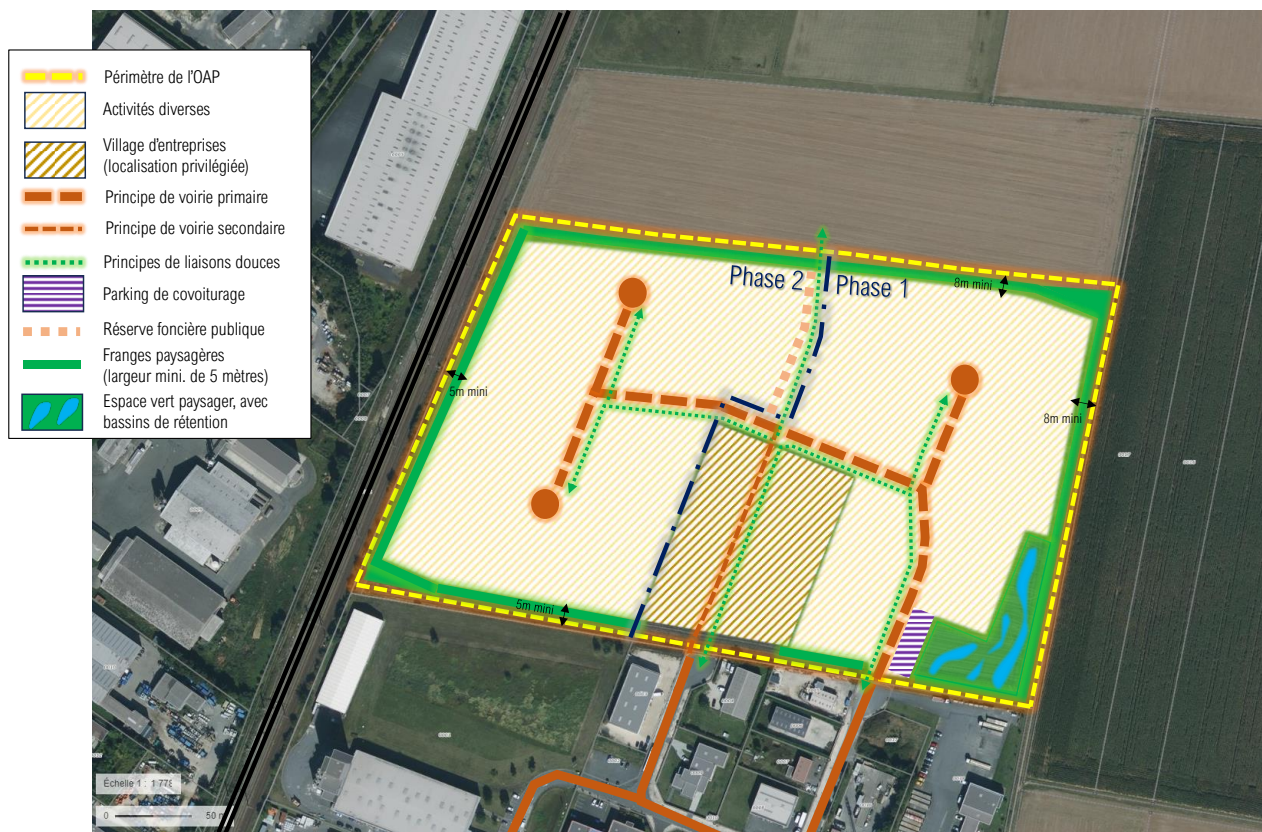 Périmètre de l'OAP
Activités diverses
Village d'entreprises
(localisation privilégiée)
Principe de voirie primaire
Principe de voirie secondaire
Principes de liaisons douces
Parking de covoiturage
Réserve foncière publique
Franges paysagères
(largeur mini. de 5 mètres)
Espace vert paysager, avec
bassins de rétention
Phase 2
Phase 1
8m mini
5m mini
8m mini
5m mini
Échelle 1 : 1 778
0 50 m